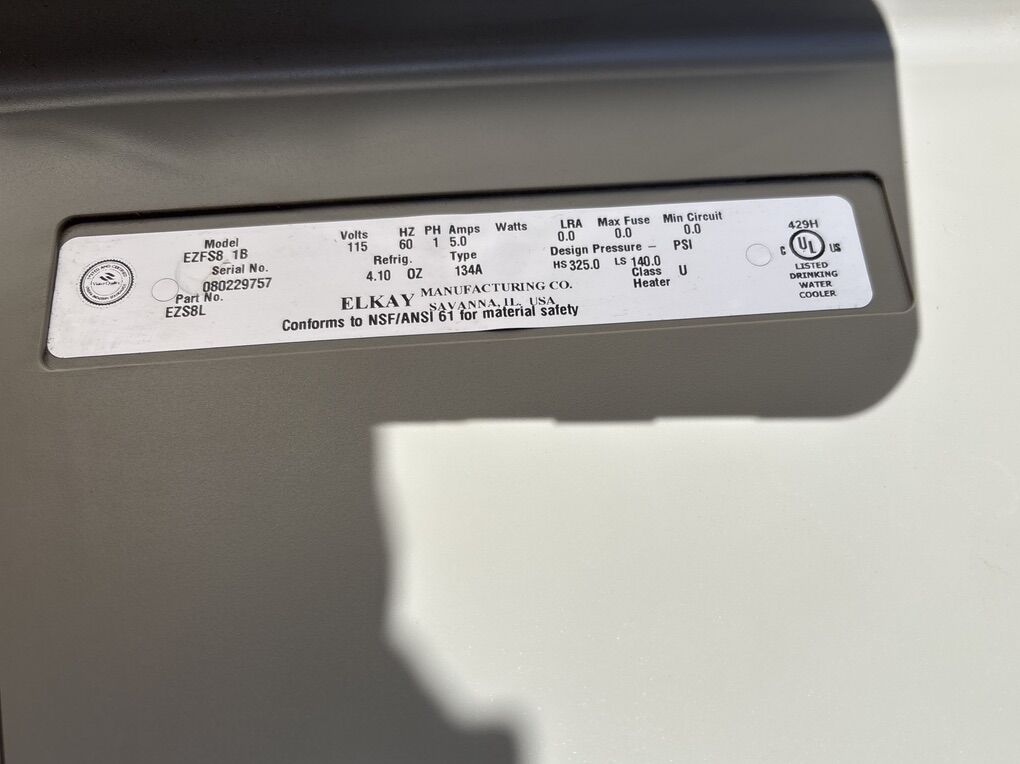 Model
EZFS8 1B
Serial No.
080229757
Part No.
EZS8L
Volts HZ PH Amps Watts LRA Max Fuse Min Circuit
115 60 1 5.0 0.0 0.0 0.0
Refrig. Type Design Pressure – PSI
4.10 OZ 134A HS 325.0 LS 140.0
Class U
Heater
ELKAY MANUFACTURING CO.
SAVANNA, IL. USA
Conforms to NSF/ANSI 61 for material safety
429H
C UL US
LISTED
DRINKING
WATER
COOLER